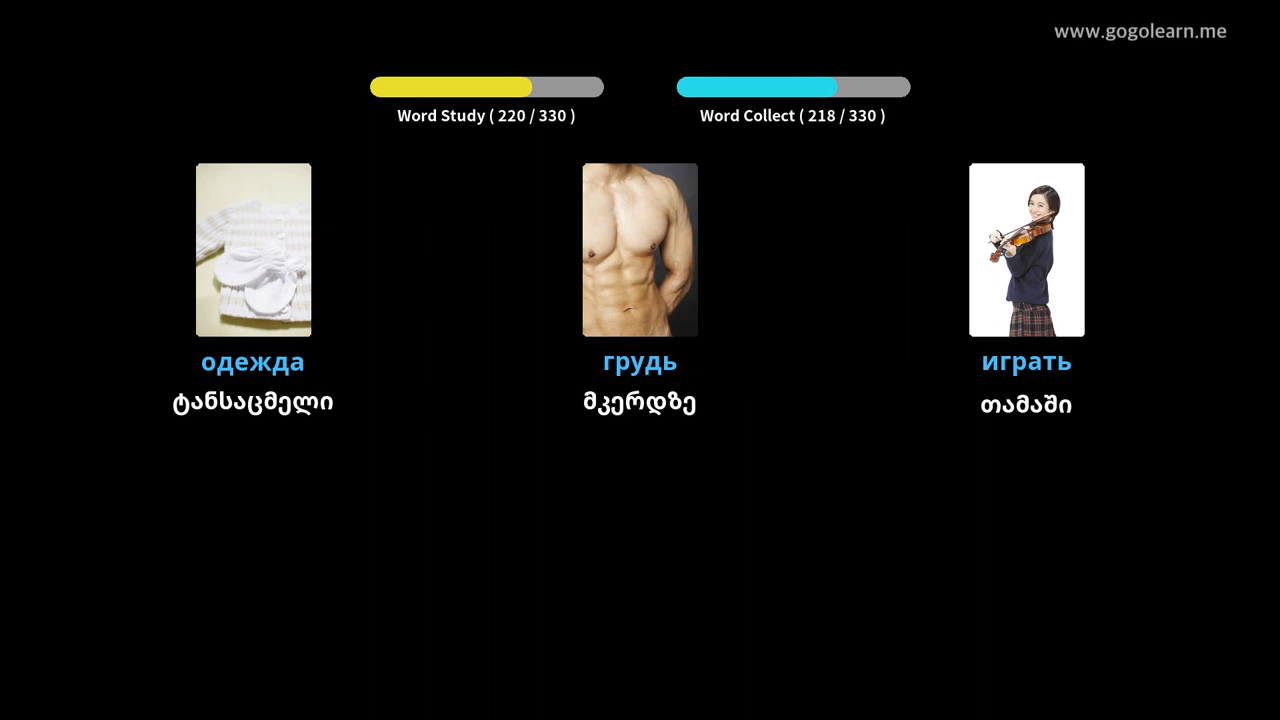 www.gogolearn.me
Word Study ( 220 / 330 )
Word Collect ( 218 / 330 )
одежда
грудь
играть
ტანსაცმელი
მკერდზე
თამაში